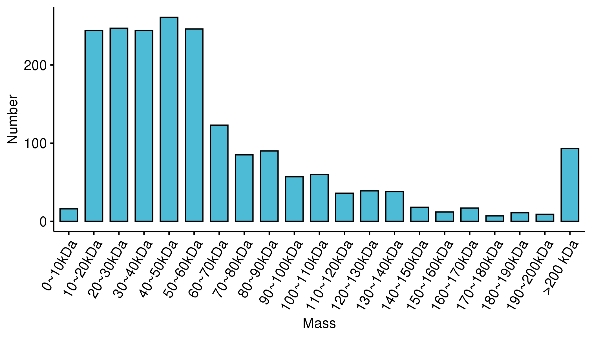 Number
200
100
0
0~10kDa
10~20kDa
20~30kDa
30~40kDa
40~50kDa
50~60kDa
60~70kDa
70~80kDa
80~90kDa
90~100kDa
100~110kDa
110~120kDa
120~130kDa
130~140kDa
140~150kDa
150~160kDa
160~170kDa
170~180kDa
180~190kDa
190~200kDa
>200 kDa
Mass